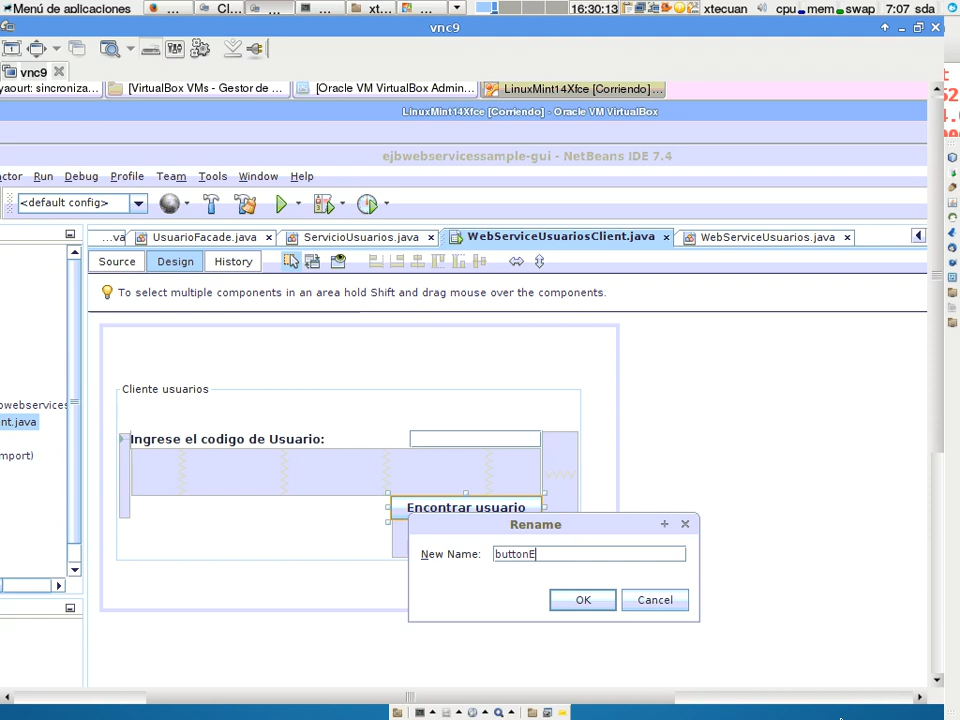 Menú de aplicaciones ... Cl... ... ... xt... ... 16:30:13 xtecuan cpu mem swap 7:07 sda
vnc9
vnc9
yaourt: sincroniza... [VirtualBox VMs - Gestor de ... [Oracle VM VirtualBox Admin... LinuxMint14Xfce [Corriendo]...
LinuxMint14Xfce [Corriendo] - Oracle VM VirtualBox
ejbwebservicessample-gui - NetBeans IDE 7.4
actor Run Debug Profile Team Tools Window Help
<default config>
...va UsuarioFacade.java ServicioUsuarios.java WebServiceUsuariosClient.java WebServiceUsuarios.java
Source Design History
To select multiple components in an area hold Shift and drag mouse over the components.
Cliente usuarios
bwebservices
nt.java
Ingrese el codigo de Usuario:
mport)
Encontrar usuario
Rename
New Name: buttonE
OK Cancel